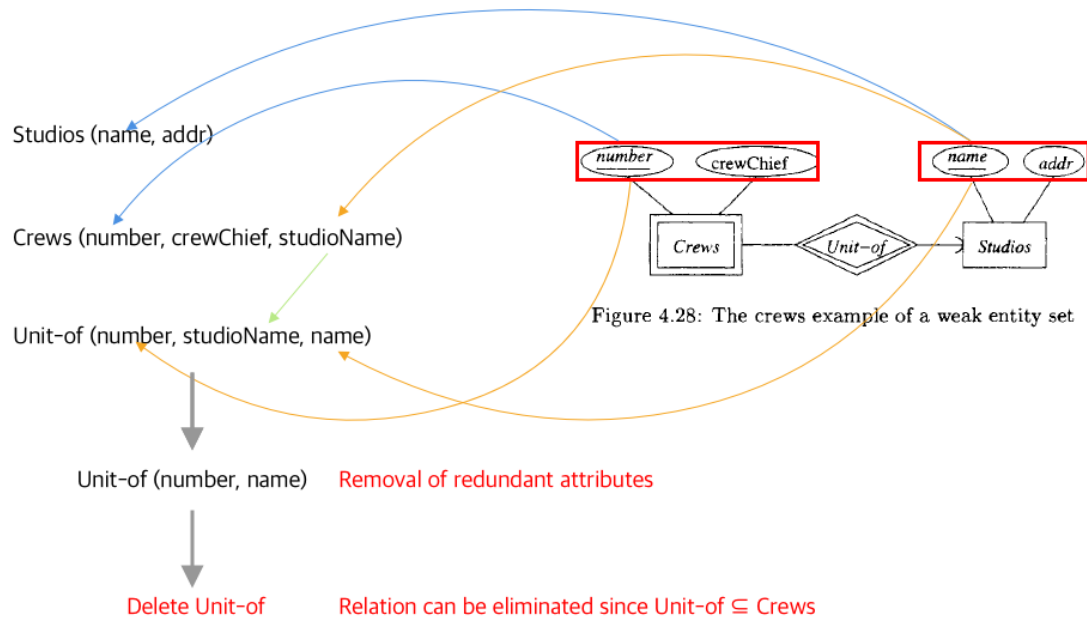 Studios (name, addr)
number
crewChief
name
addr
Crews (number, crewChief, studioName)
Crews
Unit-of
Studios
Figure 4.28: The crews example of a weak entity set
Unit-of (number, studioName, name)
Unit-of (number, name)
Removal of redundant attributes
Delete Unit-of
Relation can be eliminated since Unit-of ⊆ Crews